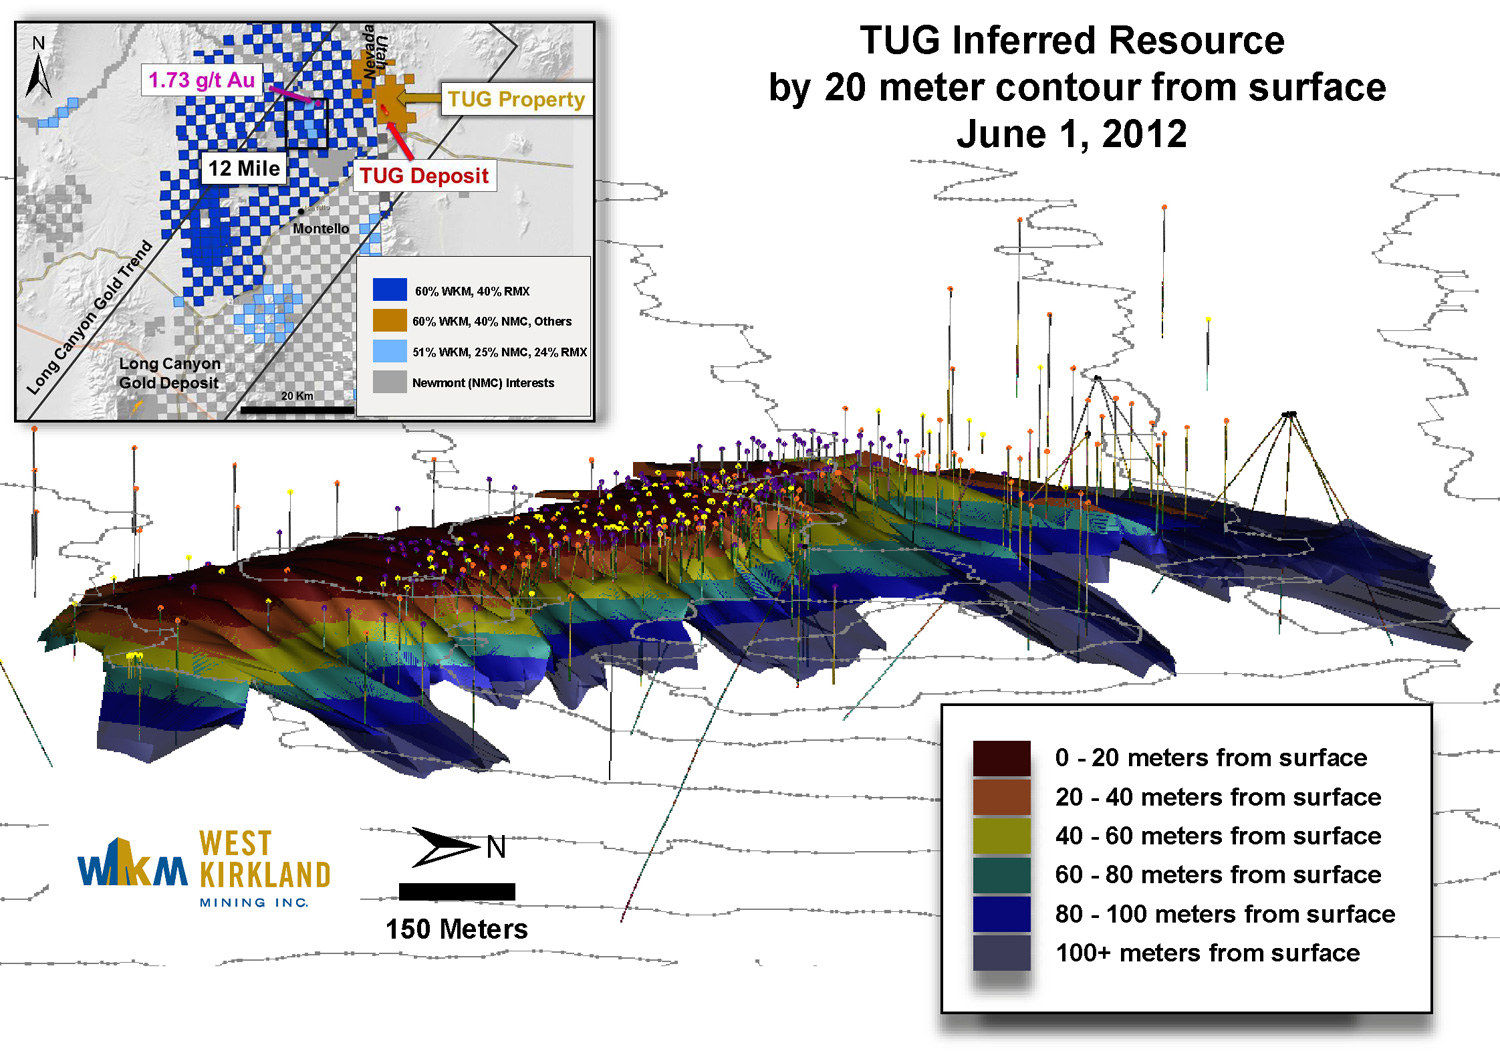 TUG Inferred Resource
by 20 meter contour from surface
June 1, 2012
N
1.73 g/t Au
Utah
Nevada
TUG Property
12 Mile
TUG Deposit
Montello
Long Canyon Gold Trend
Long Canyon
Gold Deposit
20 Km
60% WKM, 40% RMX
60% WKM, 40% NMC, Others
51% WKM, 25% NMC, 24% RMX
Newmont (NMC) Interests
WKM
WEST
KIRKLAND
MINING INC.
N
150 Meters
0 - 20 meters from surface
20 - 40 meters from surface
40 - 60 meters from surface
60 - 80 meters from surface
80 - 100 meters from surface
100+ meters from surface